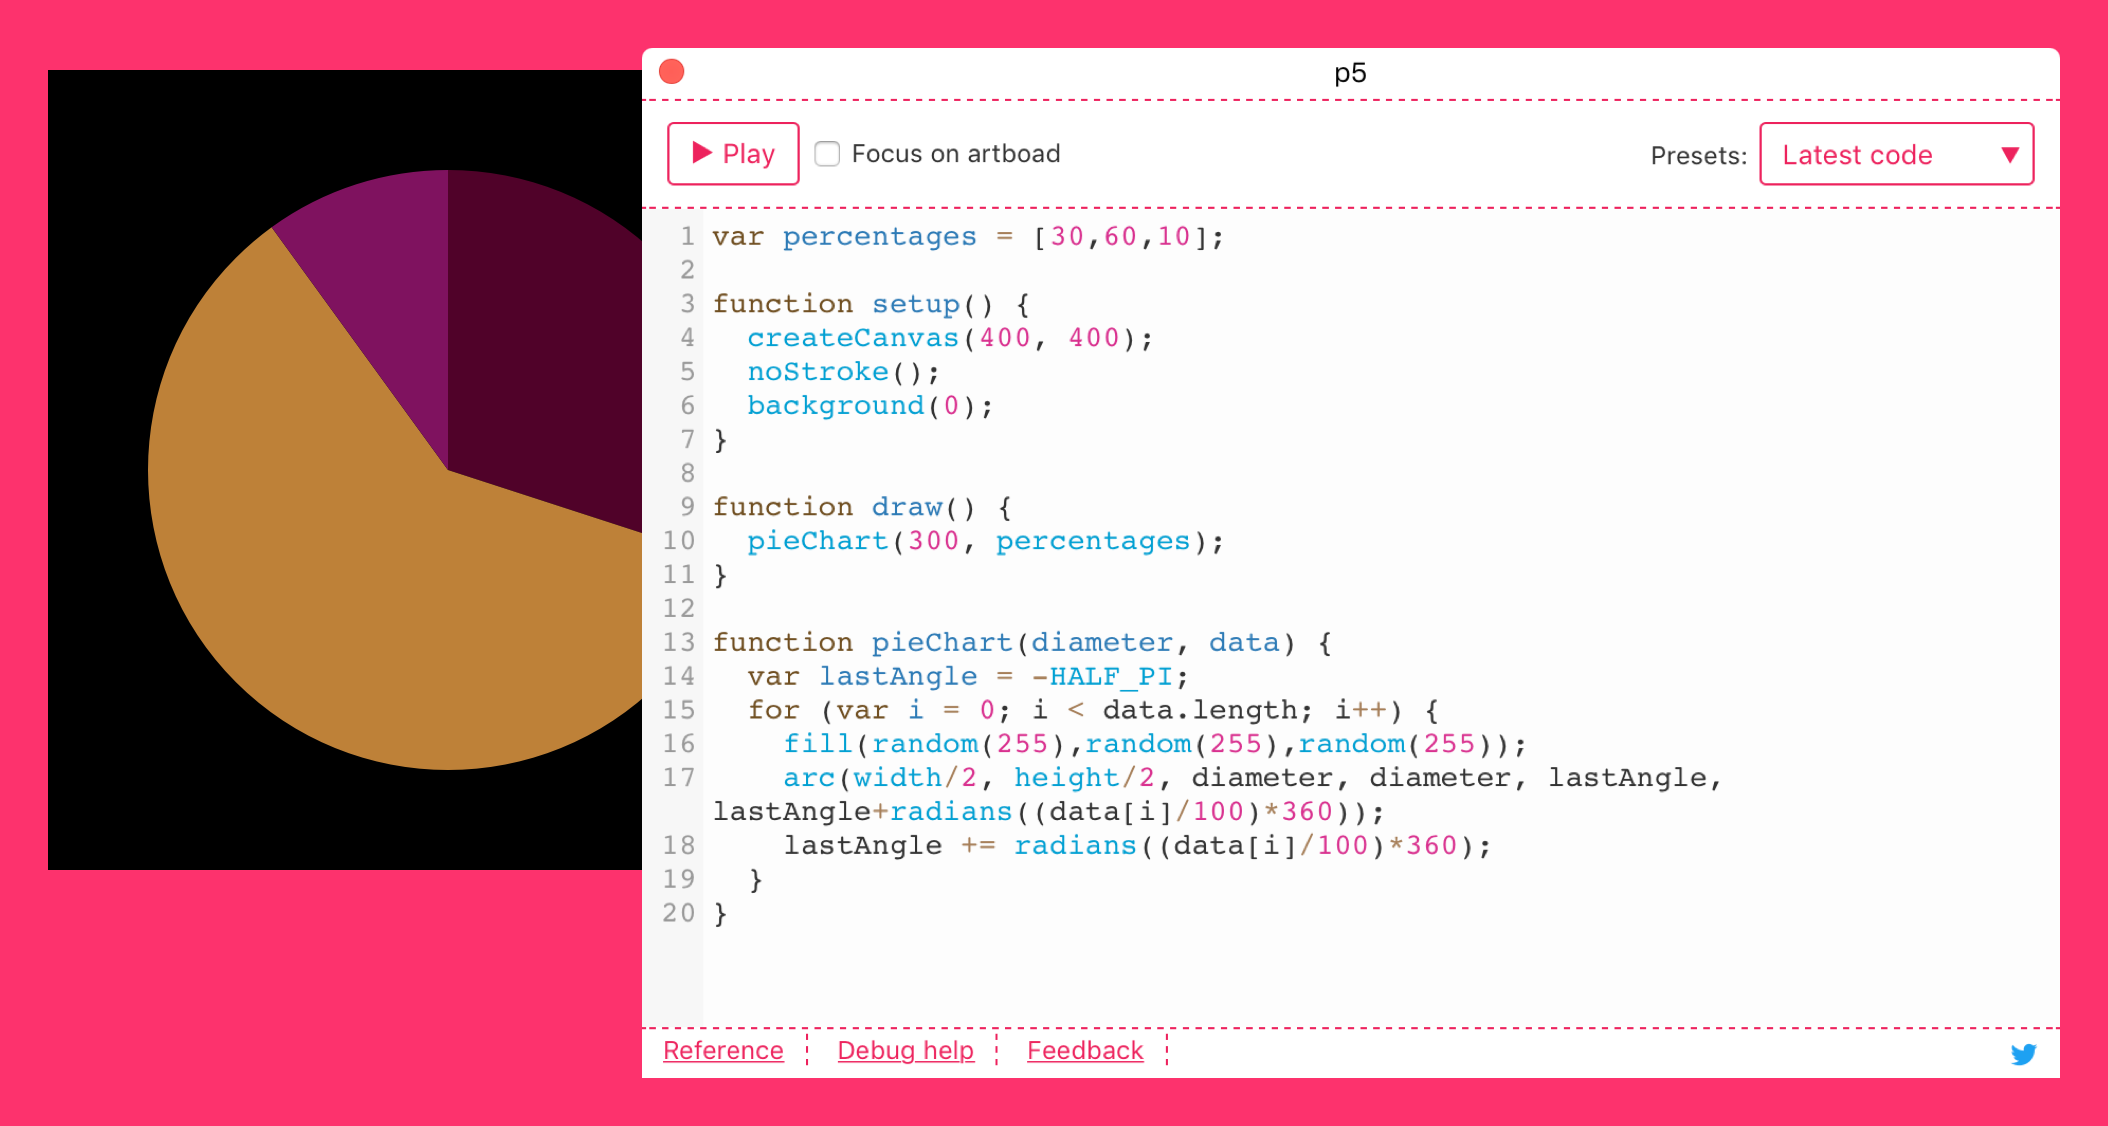 p5
▶ Play
Focus on artboad
Presets:
Latest code ▼
1 var percentages = [30,60,10];
2
3 function setup() {
4   createCanvas(400, 400);
5   noStroke();
6   background(0);
7 }
8
9 function draw() {
10   pieChart(300, percentages);
11 }
12
13 function pieChart(diameter, data) {
14   var lastAngle = -HALF_PI;
15   for (var i = 0; i < data.length; i++) {
16     fill(random(255),random(255),random(255));
17     arc(width/2, height/2, diameter, diameter, lastAngle,
lastAngle+radians((data[i]/100)*360));
18     lastAngle += radians((data[i]/100)*360);
19   }
20 }
Reference
Debug help
Feedback